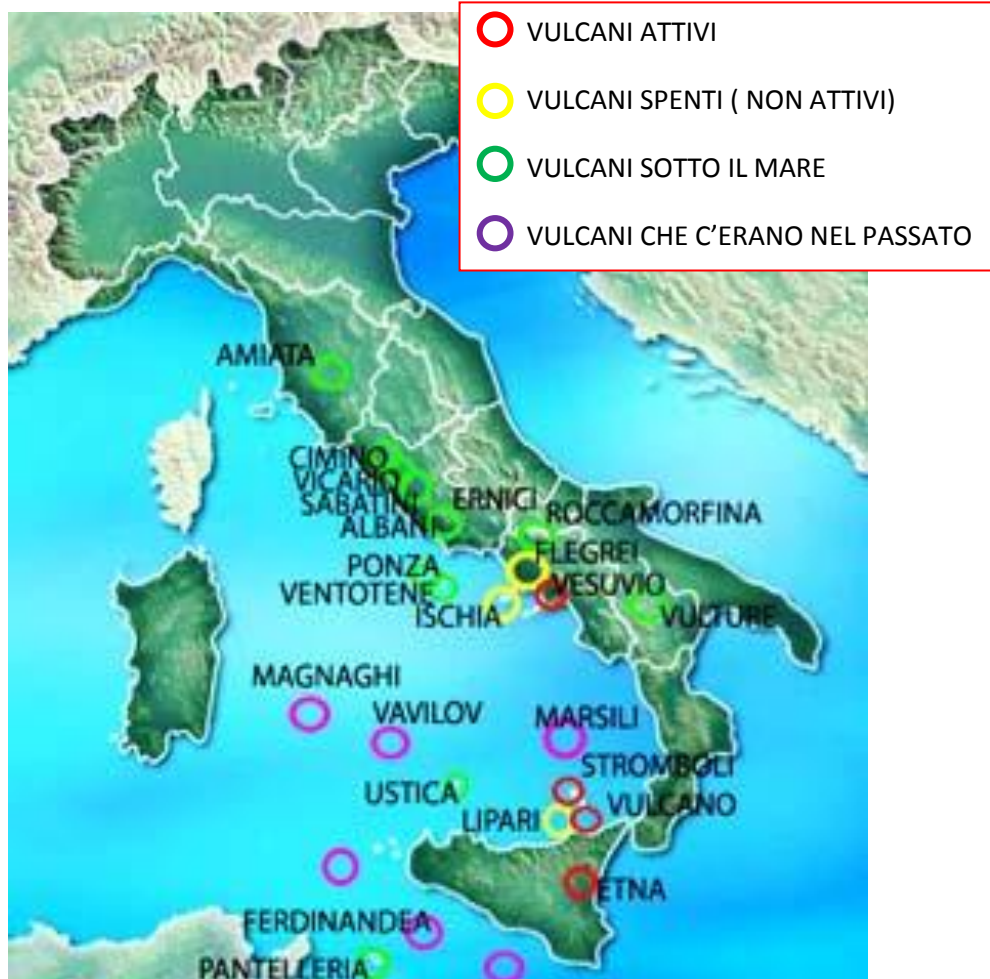 VULCANI ATTIVI
VULCANI SPENTI ( NON ATTIVI)
VULCANI SOTTO IL MARE
VULCANI CHE C'ERANO NEL PASSATO
AMIATA
CIMINO
VICARIO
SABATINI
ERNICI
ALBANI
ROCCAMORFINA
FLEGREI
PONZA
VENTOTENE
VESUVIO
ISCHIA
VULTURE
MAGNAGHI
VAVILOV
MARSILI
STROMBOLI
USTICA
LIPARI
VULCANO
ETNA
FERDINANDEA
PANTELLERIA